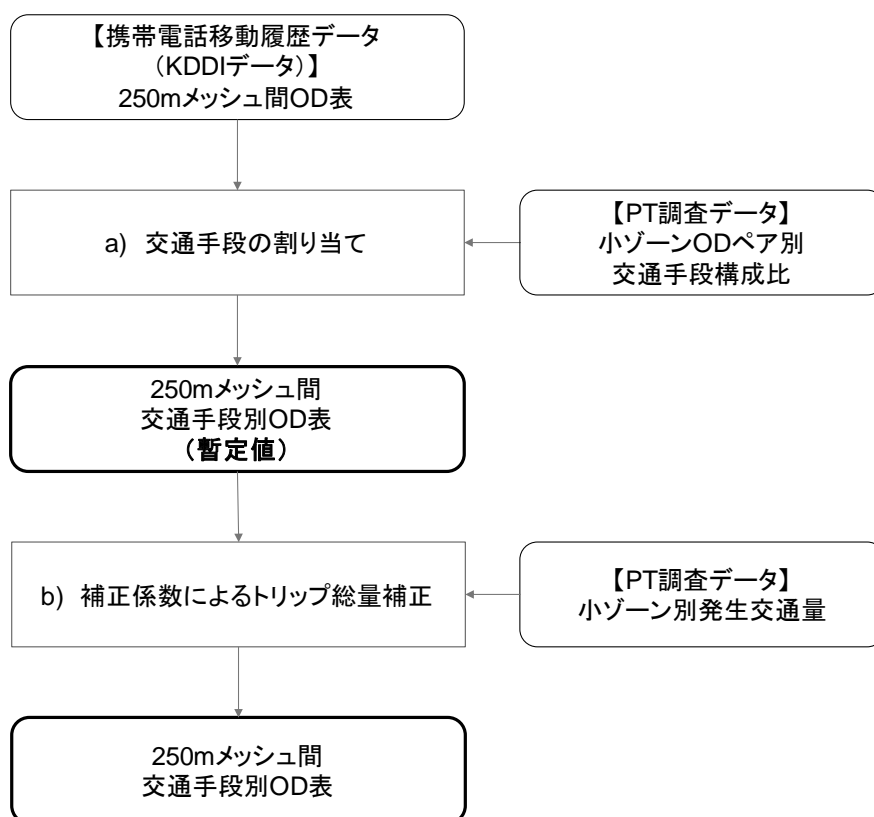 【携帯電話移動履歴データ
（KDDIデータ）】
250mメッシュ間OD表
a) 交通手段の割り当て
【PT調査データ】
小ゾーンODペア別
交通手段構成比
250mメッシュ間
交通手段別OD表
（暫定値）
b) 補正係数によるトリップ総量補正
【PT調査データ】
小ゾーン別発生交通量
250mメッシュ間
交通手段別OD表